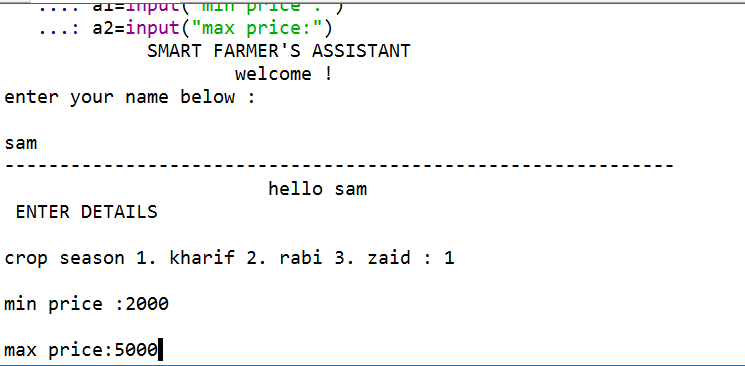 ...: a1=input("min price :")
...: a2=input("max price:")
SMART FARMER'S ASSISTANT
welcome !
enter your name below :
sam
-------------------------------------------------------------
hello sam
ENTER DETAILS
crop season 1. kharif 2. rabi 3. zaid : 1
min price :2000
max price:5000